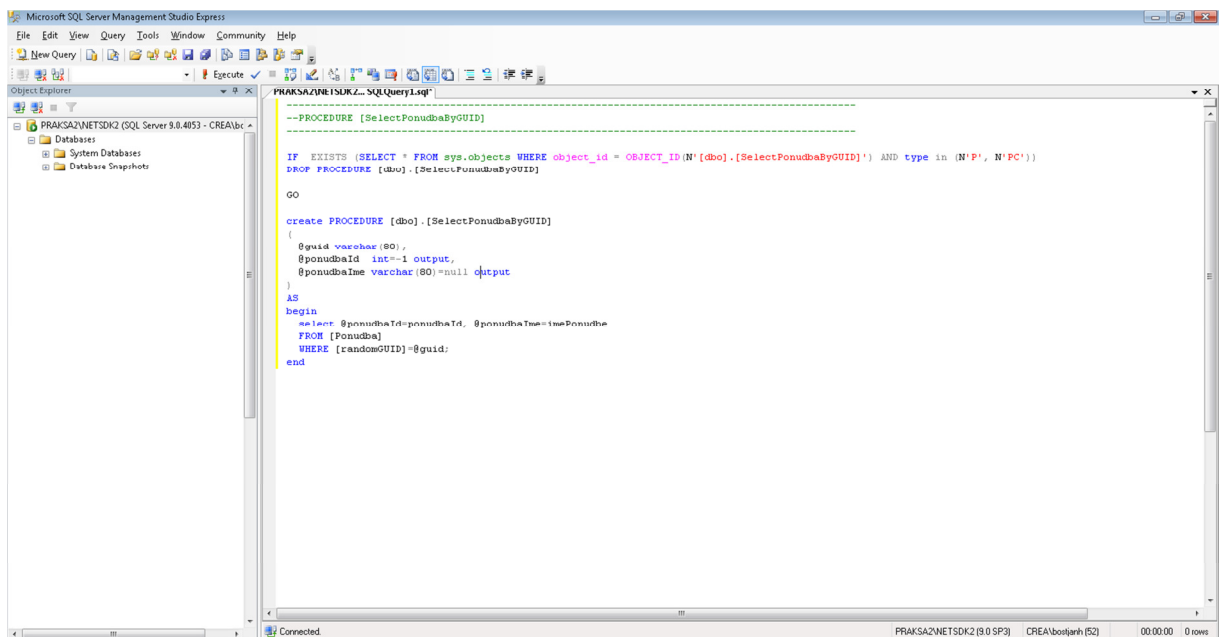 Microsoft SQL Server Management Studio Express
File Edit View Query Tools Window Community Help
New Query
Execute
Object Explorer
PRAKSA2\NETSDK2 (SQL Server 9.0.4053 - CREA\bo
Databases
System Databases
Database Snapshots
PRAKSA2\NETSDK2... SQLQuery1.sql*
--------------------------------------------------------------------------------------------
--PROCEDURE [SelectPonudbaByGUID]
--------------------------------------------------------------------------------------------
IF EXISTS (SELECT * FROM sys.objects WHERE object_id = OBJECT_ID(N'[dbo].[SelectPonudbaByGUID]') AND type in (N'P', N'PC'))
DROP PROCEDURE [dbo].[SelectPonudbaByGUID]
GO
create PROCEDURE [dbo].[SelectPonudbaByGUID]
(
@guid varchar(80),
@ponudbaId int=-1 output,
@ponudbaIme varchar(80)=null output
)
AS
begin
select @ponudbaId=ponudbaId, @ponudbaIme=imePonudbe
FROM [Ponudba]
WHERE [randomGUID]=@guid;
end
Connected.
PRAKSA2\NETSDK2 (9.0 SP3) CREA\bostjanh (52) 00:00:00 0 rows